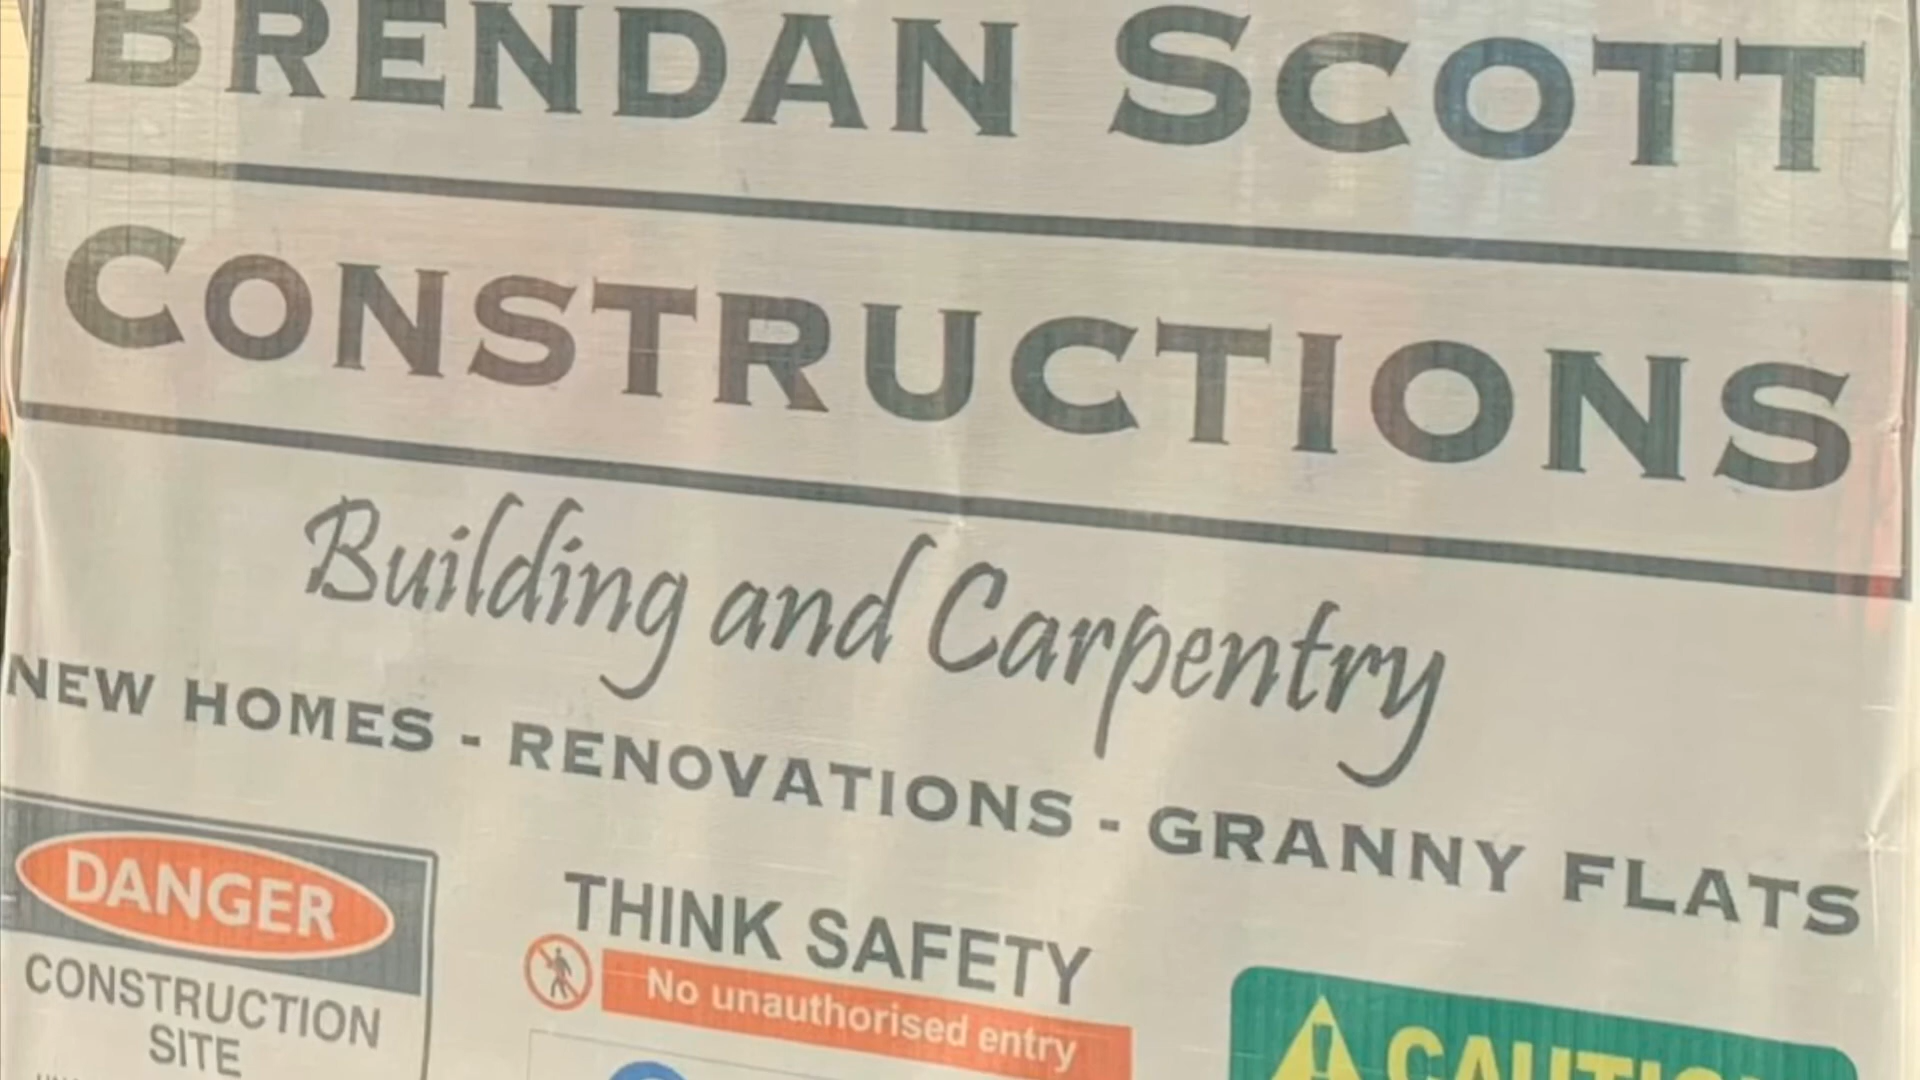 BRENDAN SCOTT
CONSTRUCTIONS
Building and Carpentry
NEW HOMES - RENOVATIONS - GRANNY FLATS
DANGER
CONSTRUCTION
SITE
THINK SAFETY
No unauthorised entry